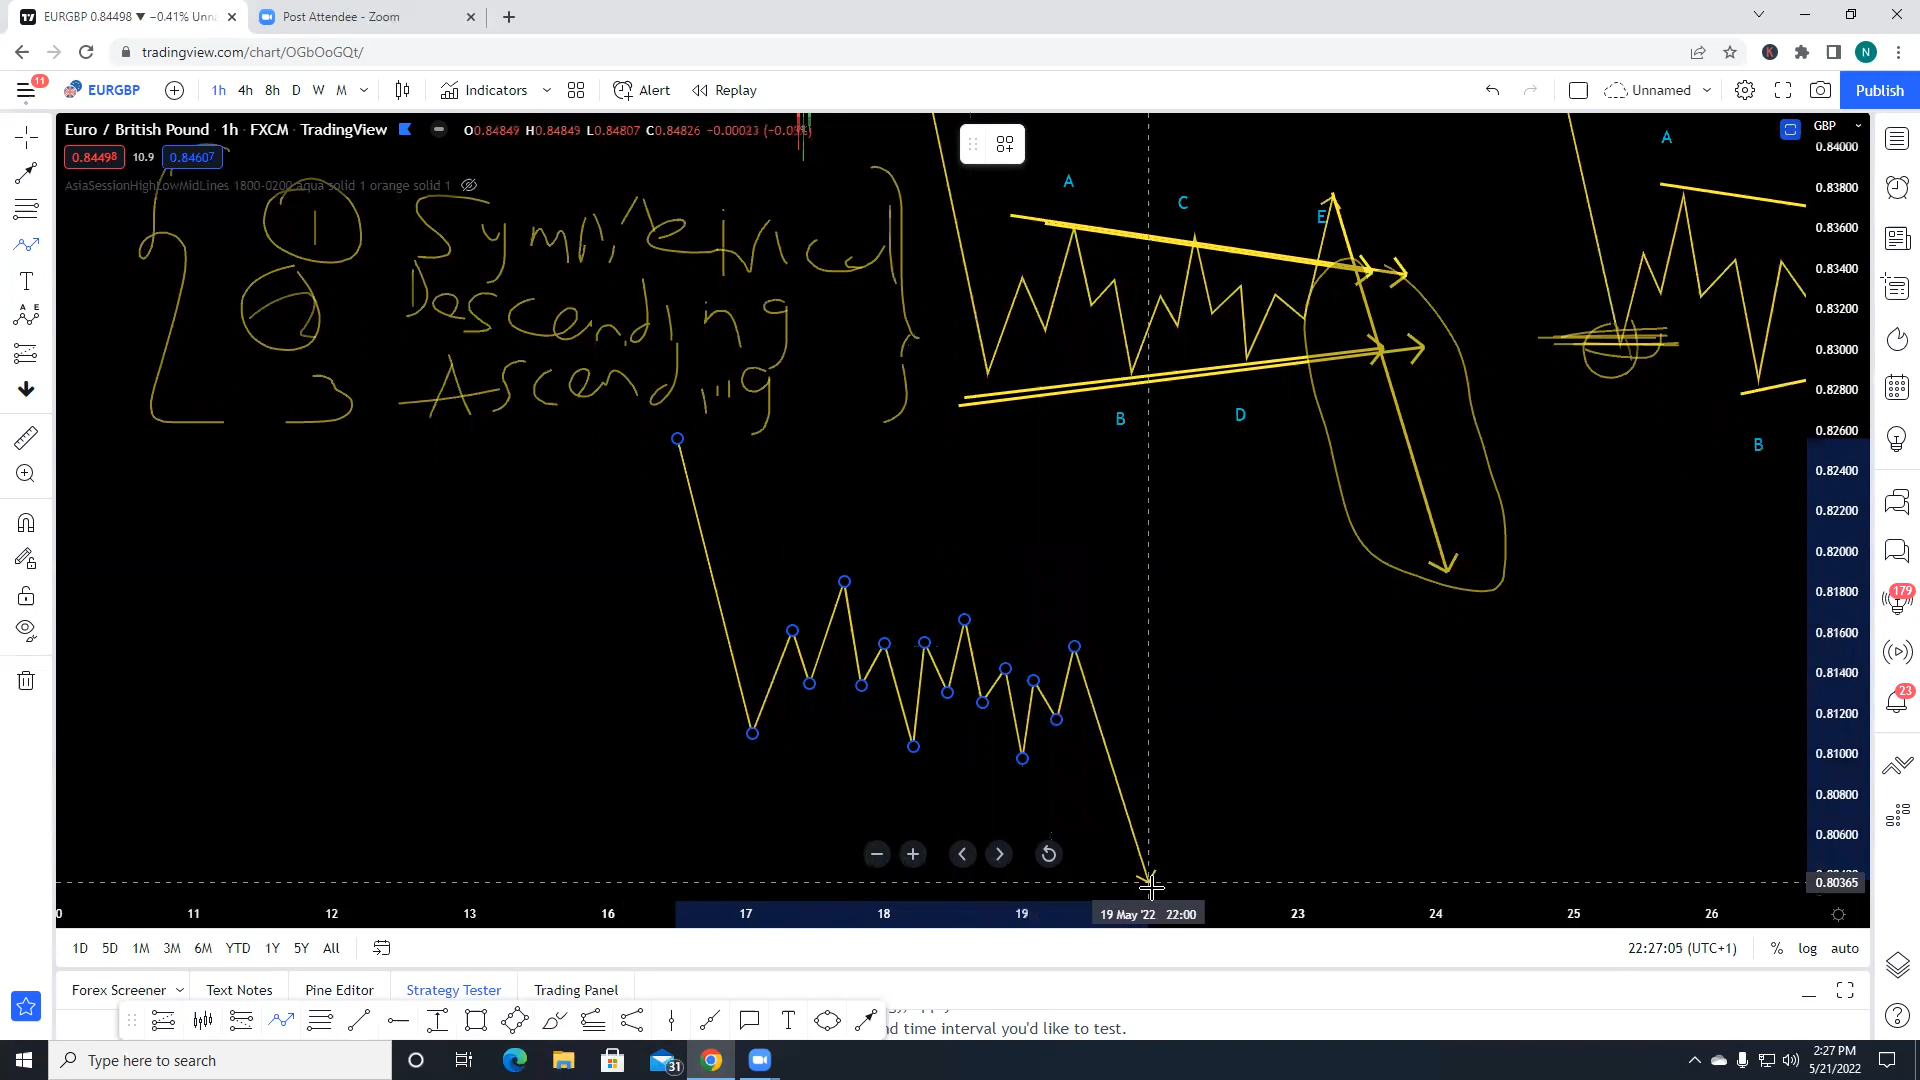 EURGBP 0.84498 ▼ −0.41% Unn
Post Attendee - Zoom
tradingview.com/chart/OGbOoGQt/
N
11
EURGBP
1h 4h 8h D W M
Indicators
Alert
Replay
Unnamed
Publish
Euro / British Pound · 1h · FXCM · TradingView
O0.84849 H0.84849 L0.84807 C0.84826 −0.00023 (−0.03%)
0.84498 10.9 0.84607
AsiaSessionHighLowMidLines 1800-0200 aqua solid 1 orange solid 1
GBP
0.84000
0.83800
0.83600
0.83400
0.83200
0.83000
0.82800
0.82600
0.82400
0.82200
0.82000
0.81800
0.81600
0.81400
0.81200
0.81000
0.80800
0.80600
0.80365
1 Symmetrical
2 Descending
3 Ascending
A
C
E
B
D
A
B
11 12 13 16 17 18 19 19 May '22 22:00 23 24 25 26
1D 5D 1M 3M 6M YTD 1Y 5Y All
22:27:05 (UTC+1) % log auto
Forex Screener Text Notes Pine Editor Strategy Tester Trading Panel
nd time interval you'd like to test.
179
23
Type here to search
31
2:27 PM
5/21/2022